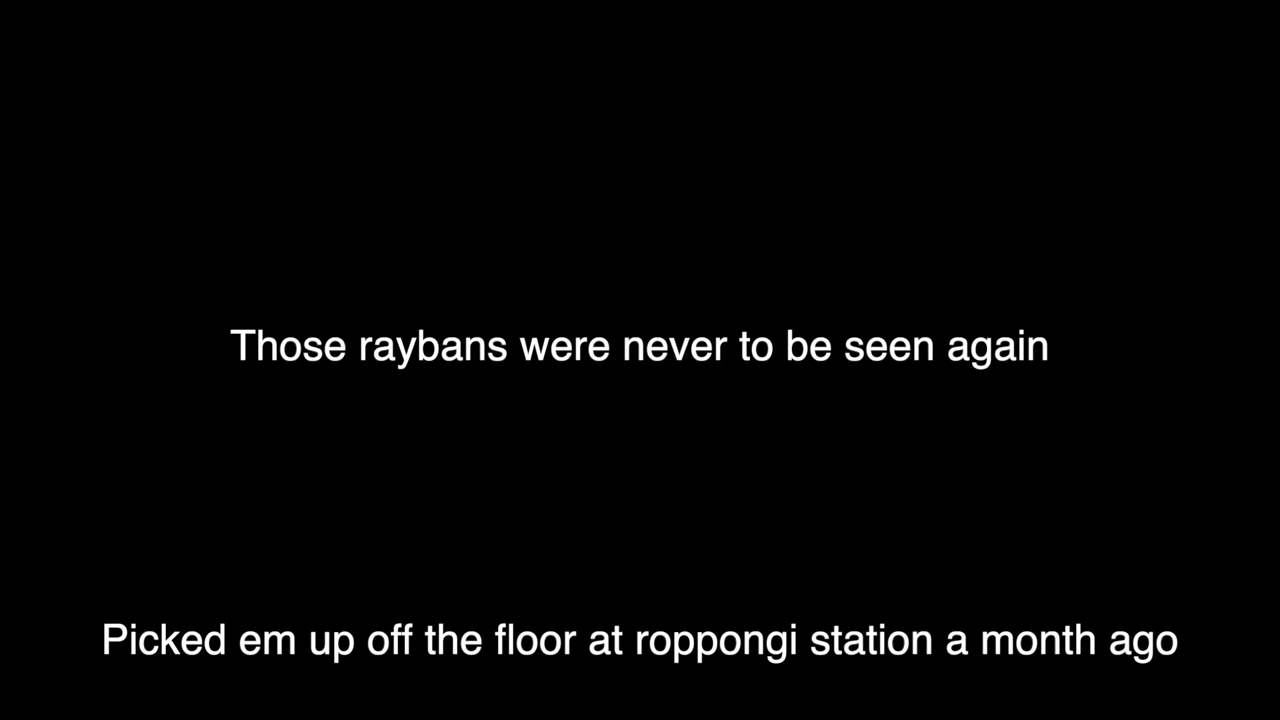 Those raybans were never to be seen again
Picked em up off the floor at roppongi station a month ago